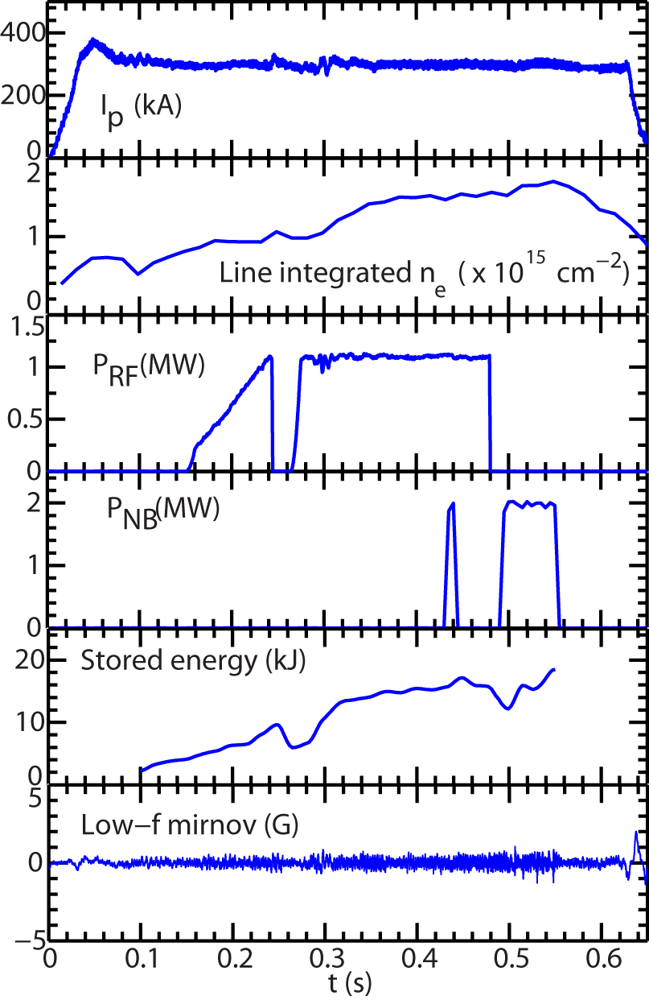 400
200
0
I_p (kA)
2
1
0
Line integrated n_e ( x 10^15 cm^−2)
1.5
1
0.5
0
P_RF (MW)
2
1
0
P_NB (MW)
20
10
0
Stored energy (kJ)
5
0
−5
Low−f mirnov (G)
0 0.1 0.2 0.3 0.4 0.5 0.6
t (s)